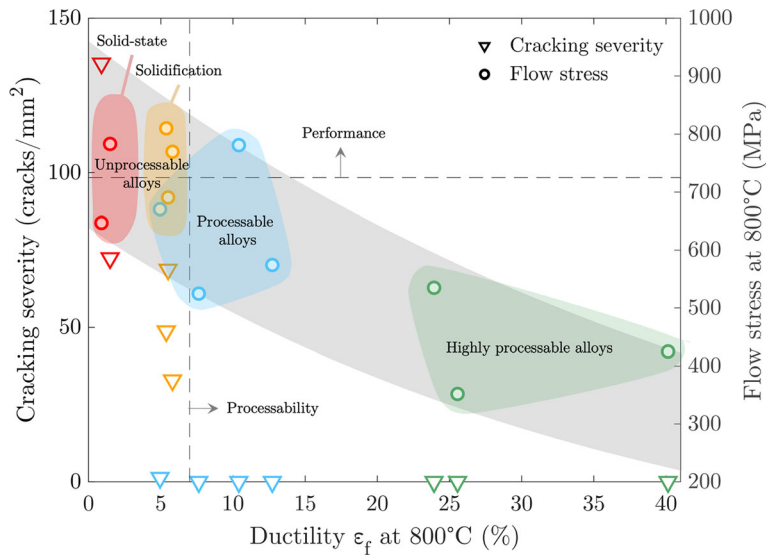 150
100
50
0
Cracking severity (cracks/mm²)
Solid-state
Solidification
Unprocessable
alloys
Processable
alloys
Highly processable alloys
Performance
Processability
Cracking severity
Flow stress
1000
900
800
700
600
500
400
300
200
Flow stress at 800°C (MPa)
0 5 10 15 20 25 30 35 40
Ductility ε_f at 800°C (%)